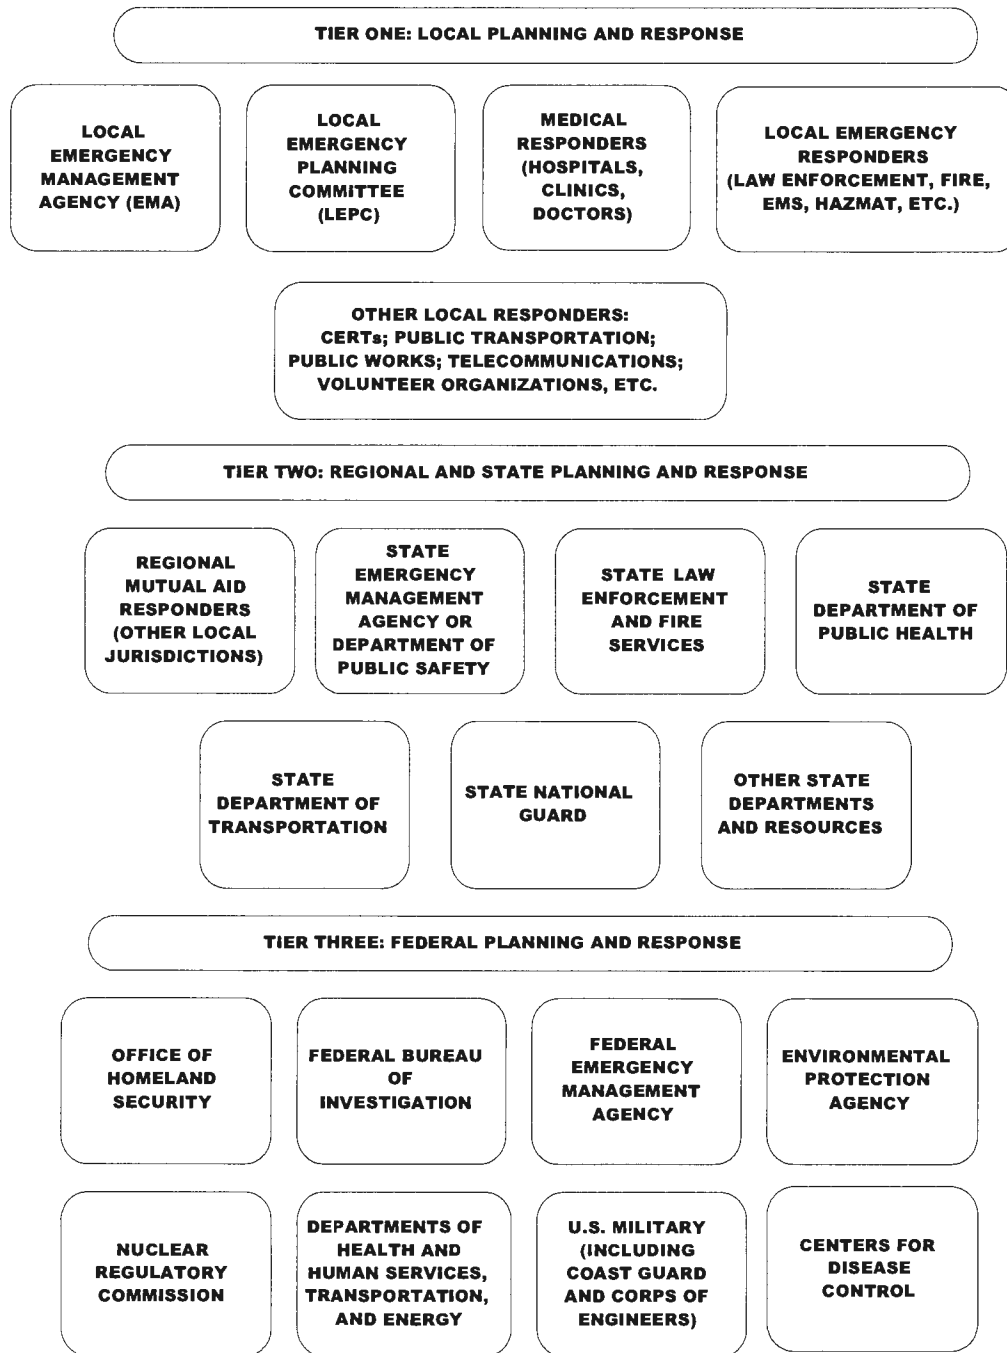 TIER ONE: LOCAL PLANNING AND RESPONSE
LOCAL
EMERGENCY
MANAGEMENT
AGENCY (EMA)
LOCAL
EMERGENCY
PLANNING
COMMITTEE
(LEPC)
MEDICAL
RESPONDERS
(HOSPITALS,
CLINICS,
DOCTORS)
LOCAL EMERGENCY
RESPONDERS
(LAW ENFORCEMENT, FIRE,
EMS, HAZMAT, ETC.)
OTHER LOCAL RESPONDERS:
CERTs; PUBLIC TRANSPORTATION;
PUBLIC WORKS; TELECOMMUNICATIONS;
VOLUNTEER ORGANIZATIONS, ETC.
TIER TWO: REGIONAL AND STATE PLANNING AND RESPONSE
REGIONAL
MUTUAL AID
RESPONDERS
(OTHER LOCAL
JURISDICTIONS)
STATE
EMERGENCY
MANAGEMENT
AGENCY OR
DEPARTMENT OF
PUBLIC SAFETY
STATE LAW
ENFORCEMENT
AND FIRE
SERVICES
STATE
DEPARTMENT OF
PUBLIC HEALTH
STATE
DEPARTMENT OF
TRANSPORTATION
STATE NATIONAL
GUARD
OTHER STATE
DEPARTMENTS
AND RESOURCES
TIER THREE: FEDERAL PLANNING AND RESPONSE
OFFICE OF
HOMELAND
SECURITY
FEDERAL BUREAU
OF
INVESTIGATION
FEDERAL
EMERGENCY
MANAGEMENT
AGENCY
ENVIRONMENTAL
PROTECTION
AGENCY
NUCLEAR
REGULATORY
COMMISSION
DEPARTMENTS OF
HEALTH AND
HUMAN SERVICES,
TRANSPORTATION,
AND ENERGY
U.S. MILITARY
(INCLUDING
COAST GUARD
AND CORPS OF
ENGINEERS)
CENTERS FOR
DISEASE
CONTROL